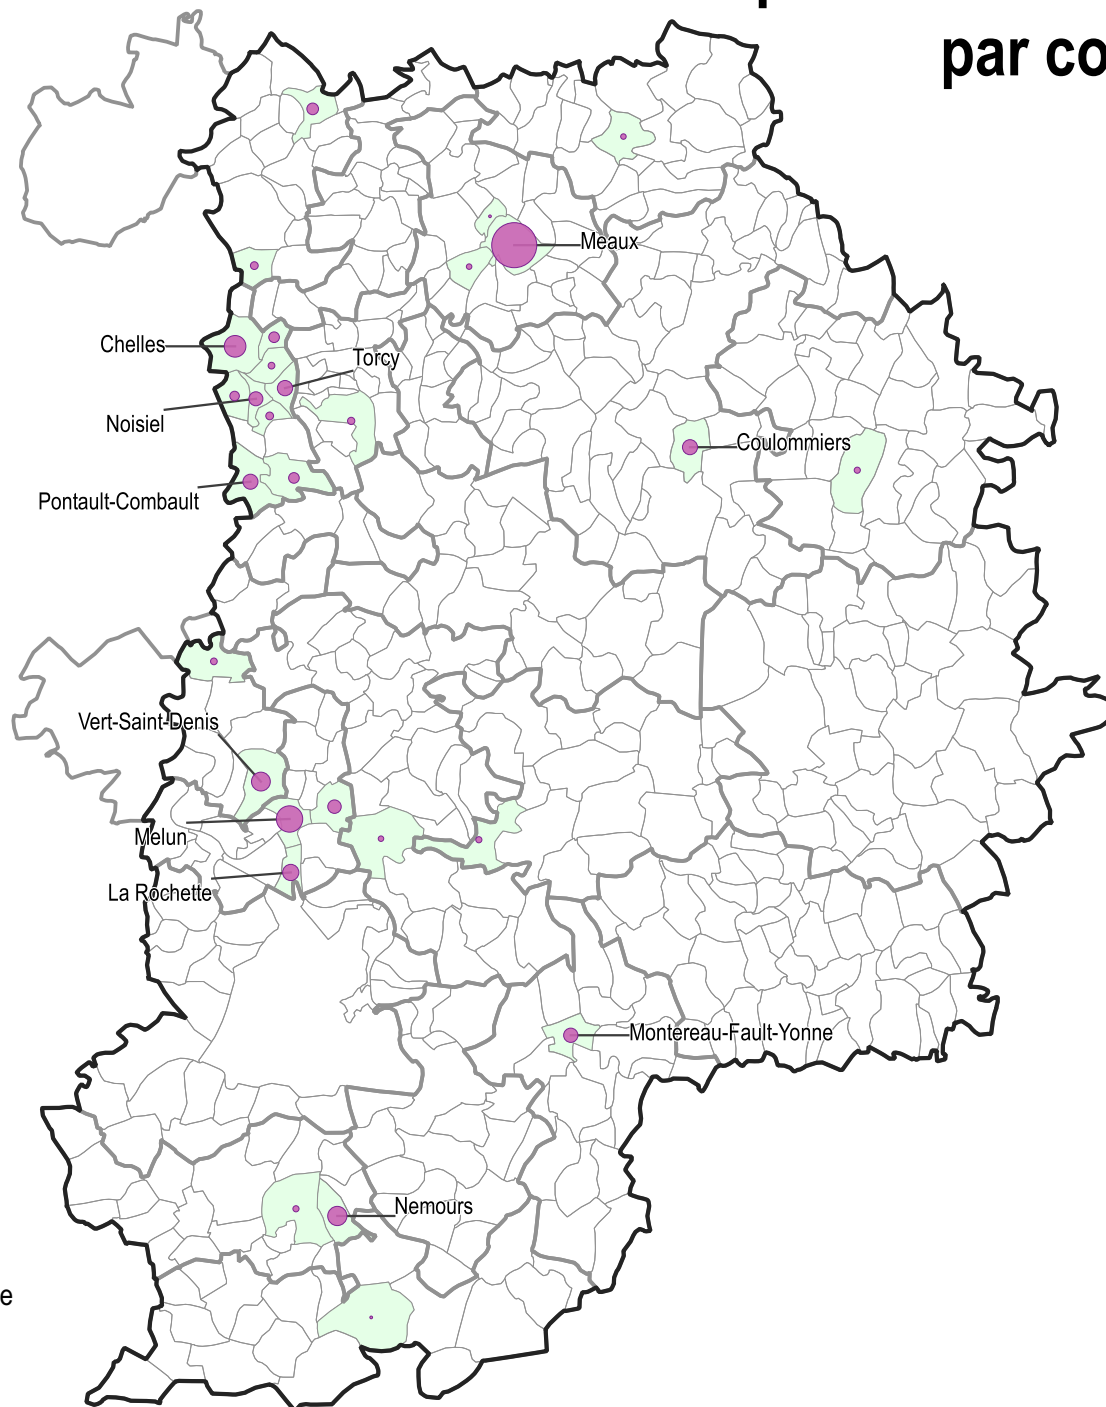 par co
Meaux
Chelles
Torcy
Noisiel
Coulommiers
Pontault-Combault
Vert-Saint-Denis
Melun
La Rochette
Montereau-Fault-Yonne
Nemours
e